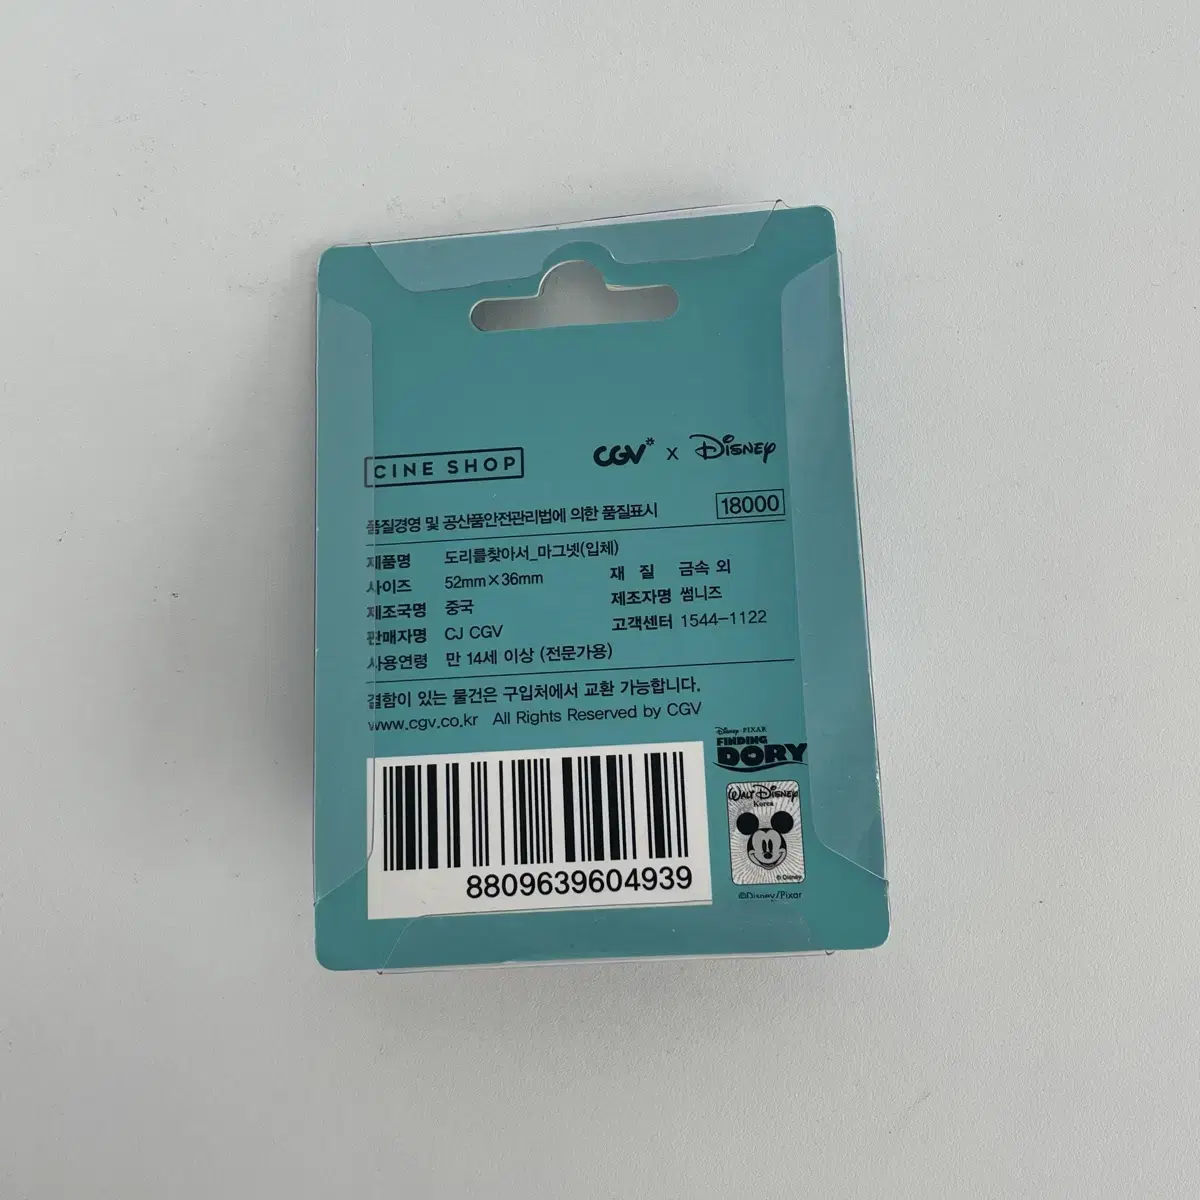 CINE SHOP
CGV* x Disney
품질경영 및 공산품안전관리법에 의한 품질표시 18000
제품명 도리를찾아서_마그넷(입체)
사이즈 52mm×36mm 재 질 금속 외
제조국명 중국 제조자명 썸니즈
판매자명 CJ CGV 고객센터 1544-1122
사용연령 만 14세 이상 (전문가용)
결함이 있는 물건은 구입처에서 교환 가능합니다.
www.cgv.co.kr All Rights Reserved by CGV
Disney PIXAR
FINDING
DORY
WALT DISNEY
Korea
© Disney
©Disney/Pixar
8809639604939